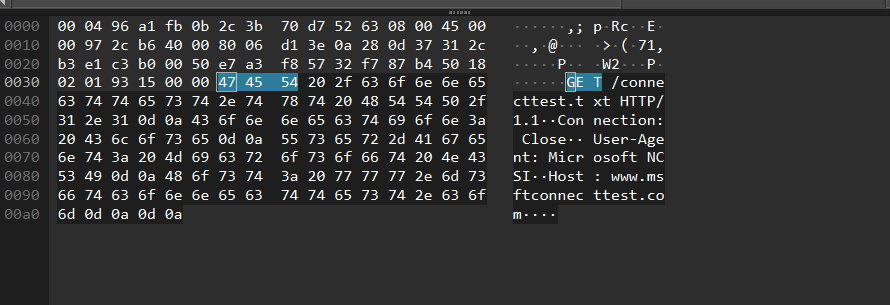 0000 00 04 96 a1 fb 0b 2c 3b 70 d7 52 63 08 00 45 00 ······,; p·Rc··E·
0010 00 97 2c b6 40 00 80 06 d1 3e 0a 28 0d 37 31 2c ··,·@··· ·>·(·71,
0020 b3 e1 c3 b0 00 50 e7 a3 f8 57 32 f7 87 b4 50 18 ·····P·· ·W2···P·
0030 02 01 93 15 00 00 47 45 54 20 2f 63 6f 6e 6e 65 ······GE T /conne
0040 63 74 74 65 73 74 2e 74 78 74 20 48 54 54 50 2f cttest.t xt HTTP/
0050 31 2e 31 0d 0a 43 6f 6e 6e 65 63 74 69 6f 6e 3a 1.1··Con nection:
0060 20 43 6c 6f 73 65 0d 0a 55 73 65 72 2d 41 67 65 Close·· User-Age
0070 6e 74 3a 20 4d 69 63 72 6f 73 6f 66 74 20 4e 43 nt: Micr osoft NC
0080 53 49 0d 0a 48 6f 73 74 3a 20 77 77 77 2e 6d 73 SI··Host : www.ms
0090 66 74 63 6f 6e 6e 65 63 74 74 65 73 74 2e 63 6f ftconnec ttest.co
00a0 6d 0d 0a 0d 0a m····